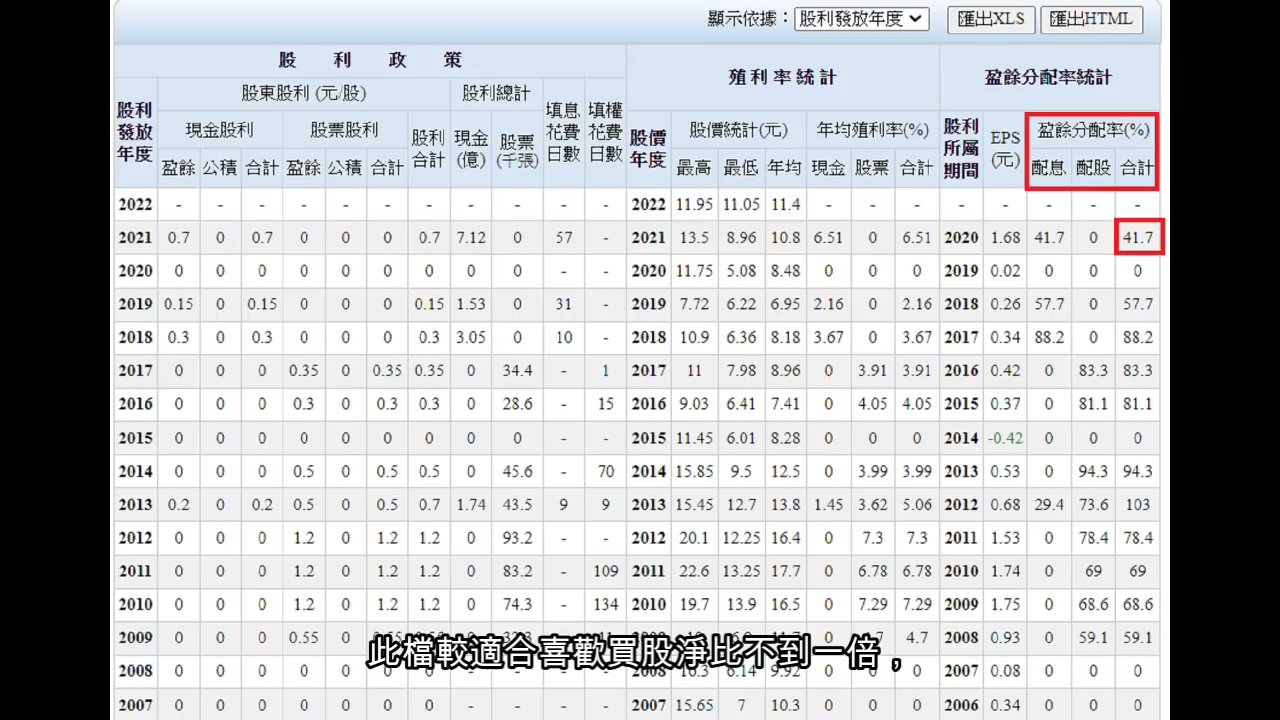 顯示依據：股利發放年度 匯出XLS 匯出HTML
股 利 政 策 殖 利 率 統 計 盈餘分配率統計
股利發放年度 股東股利 (元/股) 股利總計 填息花費日數 填權花費日數 股價年度 股價統計(元) 年均殖利率(%) 股利所屬期間 EPS(元) 盈餘分配率(%)
現金股利 股票股利 股利合計 現金(億) 股票(千張)
盈餘 公積 合計 盈餘 公積 合計 最高 最低 年均 現金 股票 合計 配息 配股 合計
2022 - - - - - - - - - - - 2022 11.95 11.05 11.4 - - - - - - - -
2021 0.7 0 0.7 0 0 0 0.7 7.12 0 57 - 2021 13.5 8.96 10.8 6.51 0 6.51 2020 1.68 41.7 0 41.7
2020 0 0 0 0 0 0 0 0 0 - - 2020 11.75 5.08 8.48 0 0 0 2019 0.02 0 0 0
2019 0.15 0 0.15 0 0 0 0.15 1.53 0 31 - 2019 7.72 6.22 6.95 2.16 0 2.16 2018 0.26 57.7 0 57.7
2018 0.3 0 0.3 0 0 0 0.3 3.05 0 10 - 2018 10.9 6.36 8.18 3.67 0 3.67 2017 0.34 88.2 0 88.2
2017 0 0 0 0.35 0 0.35 0.35 0 34.4 - 1 2017 11 7.98 8.96 0 3.91 3.91 2016 0.42 0 83.3 83.3
2016 0 0 0 0.3 0 0.3 0.3 0 28.6 - 15 2016 9.03 6.41 7.41 0 4.05 4.05 2015 0.37 0 81.1 81.1
2015 0 0 0 0 0 0 0 0 0 - - 2015 11.45 6.01 8.28 0 0 0 2014 -0.42 0 0 0
2014 0 0 0 0.5 0 0.5 0.5 0 45.6 - 70 2014 15.85 9.5 12.5 0 3.99 3.99 2013 0.53 0 94.3 94.3
2013 0.2 0 0.2 0.5 0 0.5 0.7 1.74 43.5 9 9 2013 15.45 12.7 13.8 1.45 3.62 5.06 2012 0.68 29.4 73.6 103
2012 0 0 0 1.2 0 1.2 1.2 0 93.2 - - 2012 20.1 12.25 16.4 0 7.3 7.3 2011 1.53 0 78.4 78.4
2011 0 0 0 1.2 0 1.2 1.2 0 83.2 - 109 2011 22.6 13.25 17.7 0 6.78 6.78 2010 1.74 0 69 69
2010 0 0 0 1.2 0 1.2 1.2 0 74.3 - 134 2010 19.7 13.9 16.5 0 7.29 7.29 2009 1.75 0 68.6 68.6
2009 0 0 0 0.55 0 4.7 2008 0.93 0 59.1 59.1
此檔較適合喜歡買股淨比不到一倍，
2008 0 0 0 0 0 16.3 6.14 9.92 0 0 0 2007 0.08 0 0 0
2007 0 0 0 0 0 0 0 - - - - 2007 15.65 7 10.3 0 0 0 2006 0.34 0 0 0